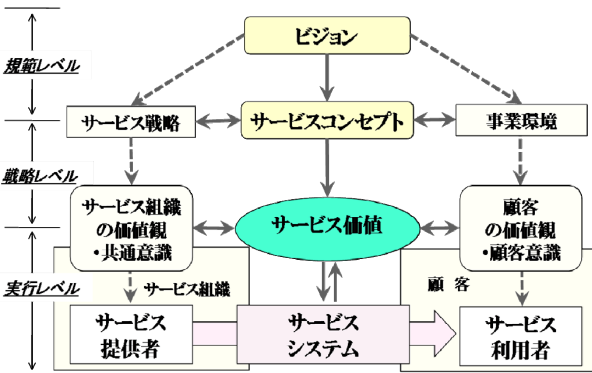 ビジョン
規範レベル
サービス戦略
サービスコンセプト
事業環境
戦略レベル
サービス組織
の価値観
・共通意識
サービス価値
顧客
の価値観
・顧客意識
実行レベル
サービス組織
顧 客
サービス
提供者
サービス
システム
サービス
利用者